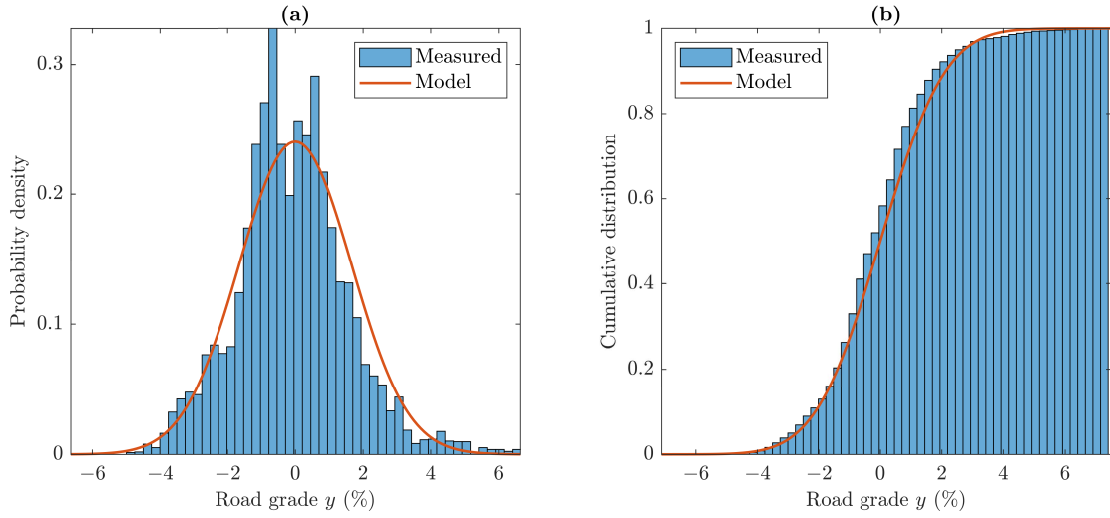 (a)
Measured
Model
0.3
0.2
0.1
0
−6
−4
−2
0
2
4
6
Probability density
Road grade y (%)
(b)
Measured
Model
1
0.8
0.6
0.4
0.2
0
−6
−4
−2
0
2
4
6
Cumulative distribution
Road grade y (%)